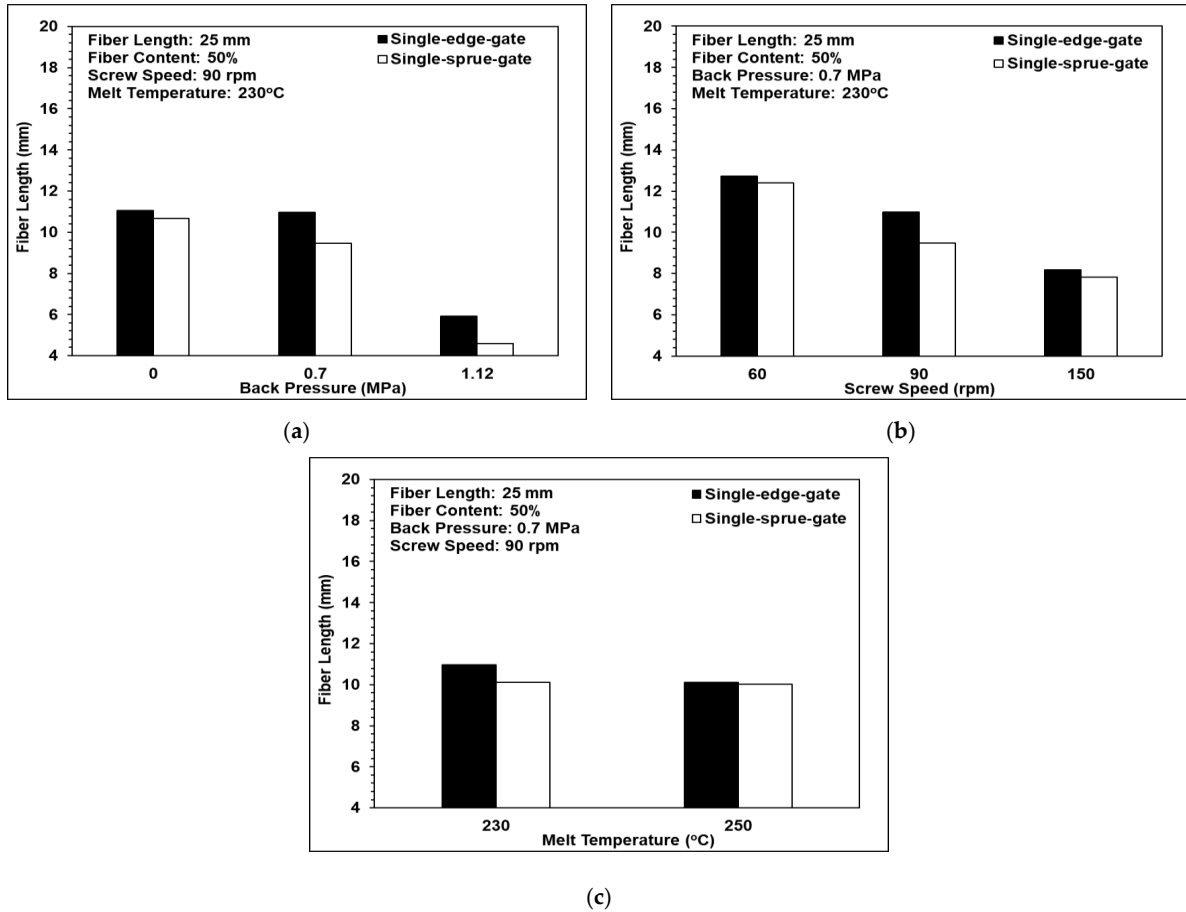 Fiber Length: 25 mm
Fiber Content: 50%
Screw Speed: 90 rpm
Melt Temperature: 230°C
Single-edge-gate
Single-sprue-gate
Fiber Length (mm)
20
18
16
14
12
10
8
6
4
0
0.7
1.12
Back Pressure (MPa)
(a)
Fiber Length: 25 mm
Fiber Content: 50%
Back Pressure: 0.7 MPa
Melt Temperature: 230°C
Single-edge-gate
Single-sprue-gate
Fiber Length (mm)
20
18
16
14
12
10
8
6
4
60
90
150
Screw Speed (rpm)
(b)
Fiber Length: 25 mm
Fiber Content: 50%
Back Pressure: 0.7 MPa
Screw Speed: 90 rpm
Single-edge-gate
Single-sprue-gate
Fiber Length (mm)
20
18
16
14
12
10
8
6
4
230
250
Melt Temperature (°C)
(c)